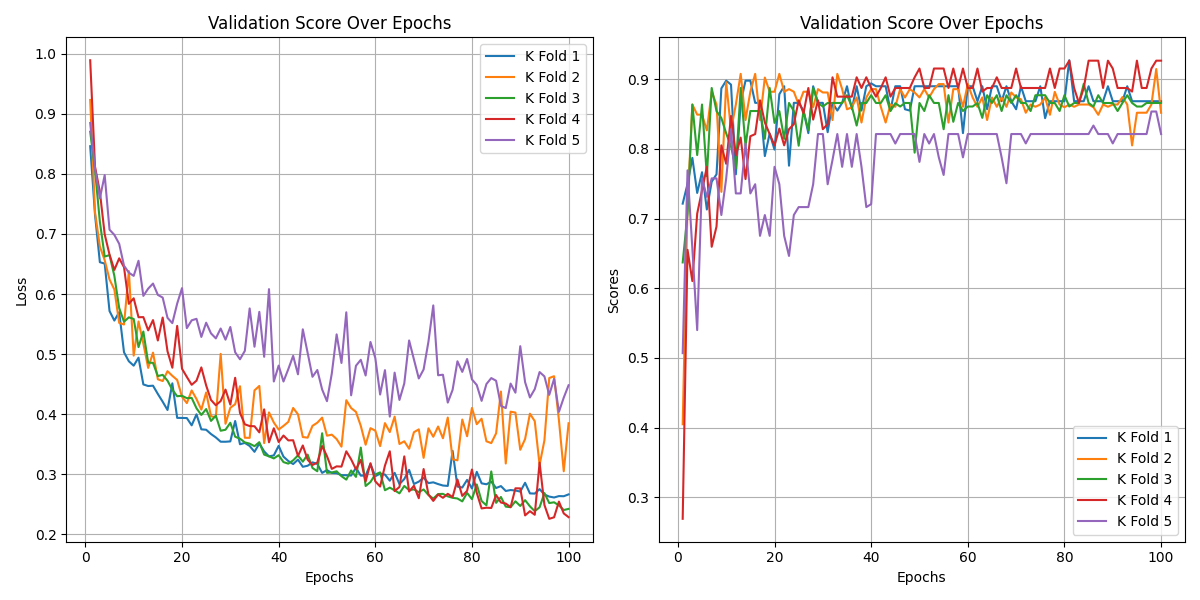 Validation Score Over Epochs
Loss
1.0
0.9
0.8
0.7
0.6
0.5
0.4
0.3
0.2
0
20
40
60
80
100
Epochs
K Fold 1
K Fold 2
K Fold 3
K Fold 4
K Fold 5
Validation Score Over Epochs
Scores
0.9
0.8
0.7
0.6
0.5
0.4
0.3
0
20
40
60
80
100
Epochs
K Fold 1
K Fold 2
K Fold 3
K Fold 4
K Fold 5